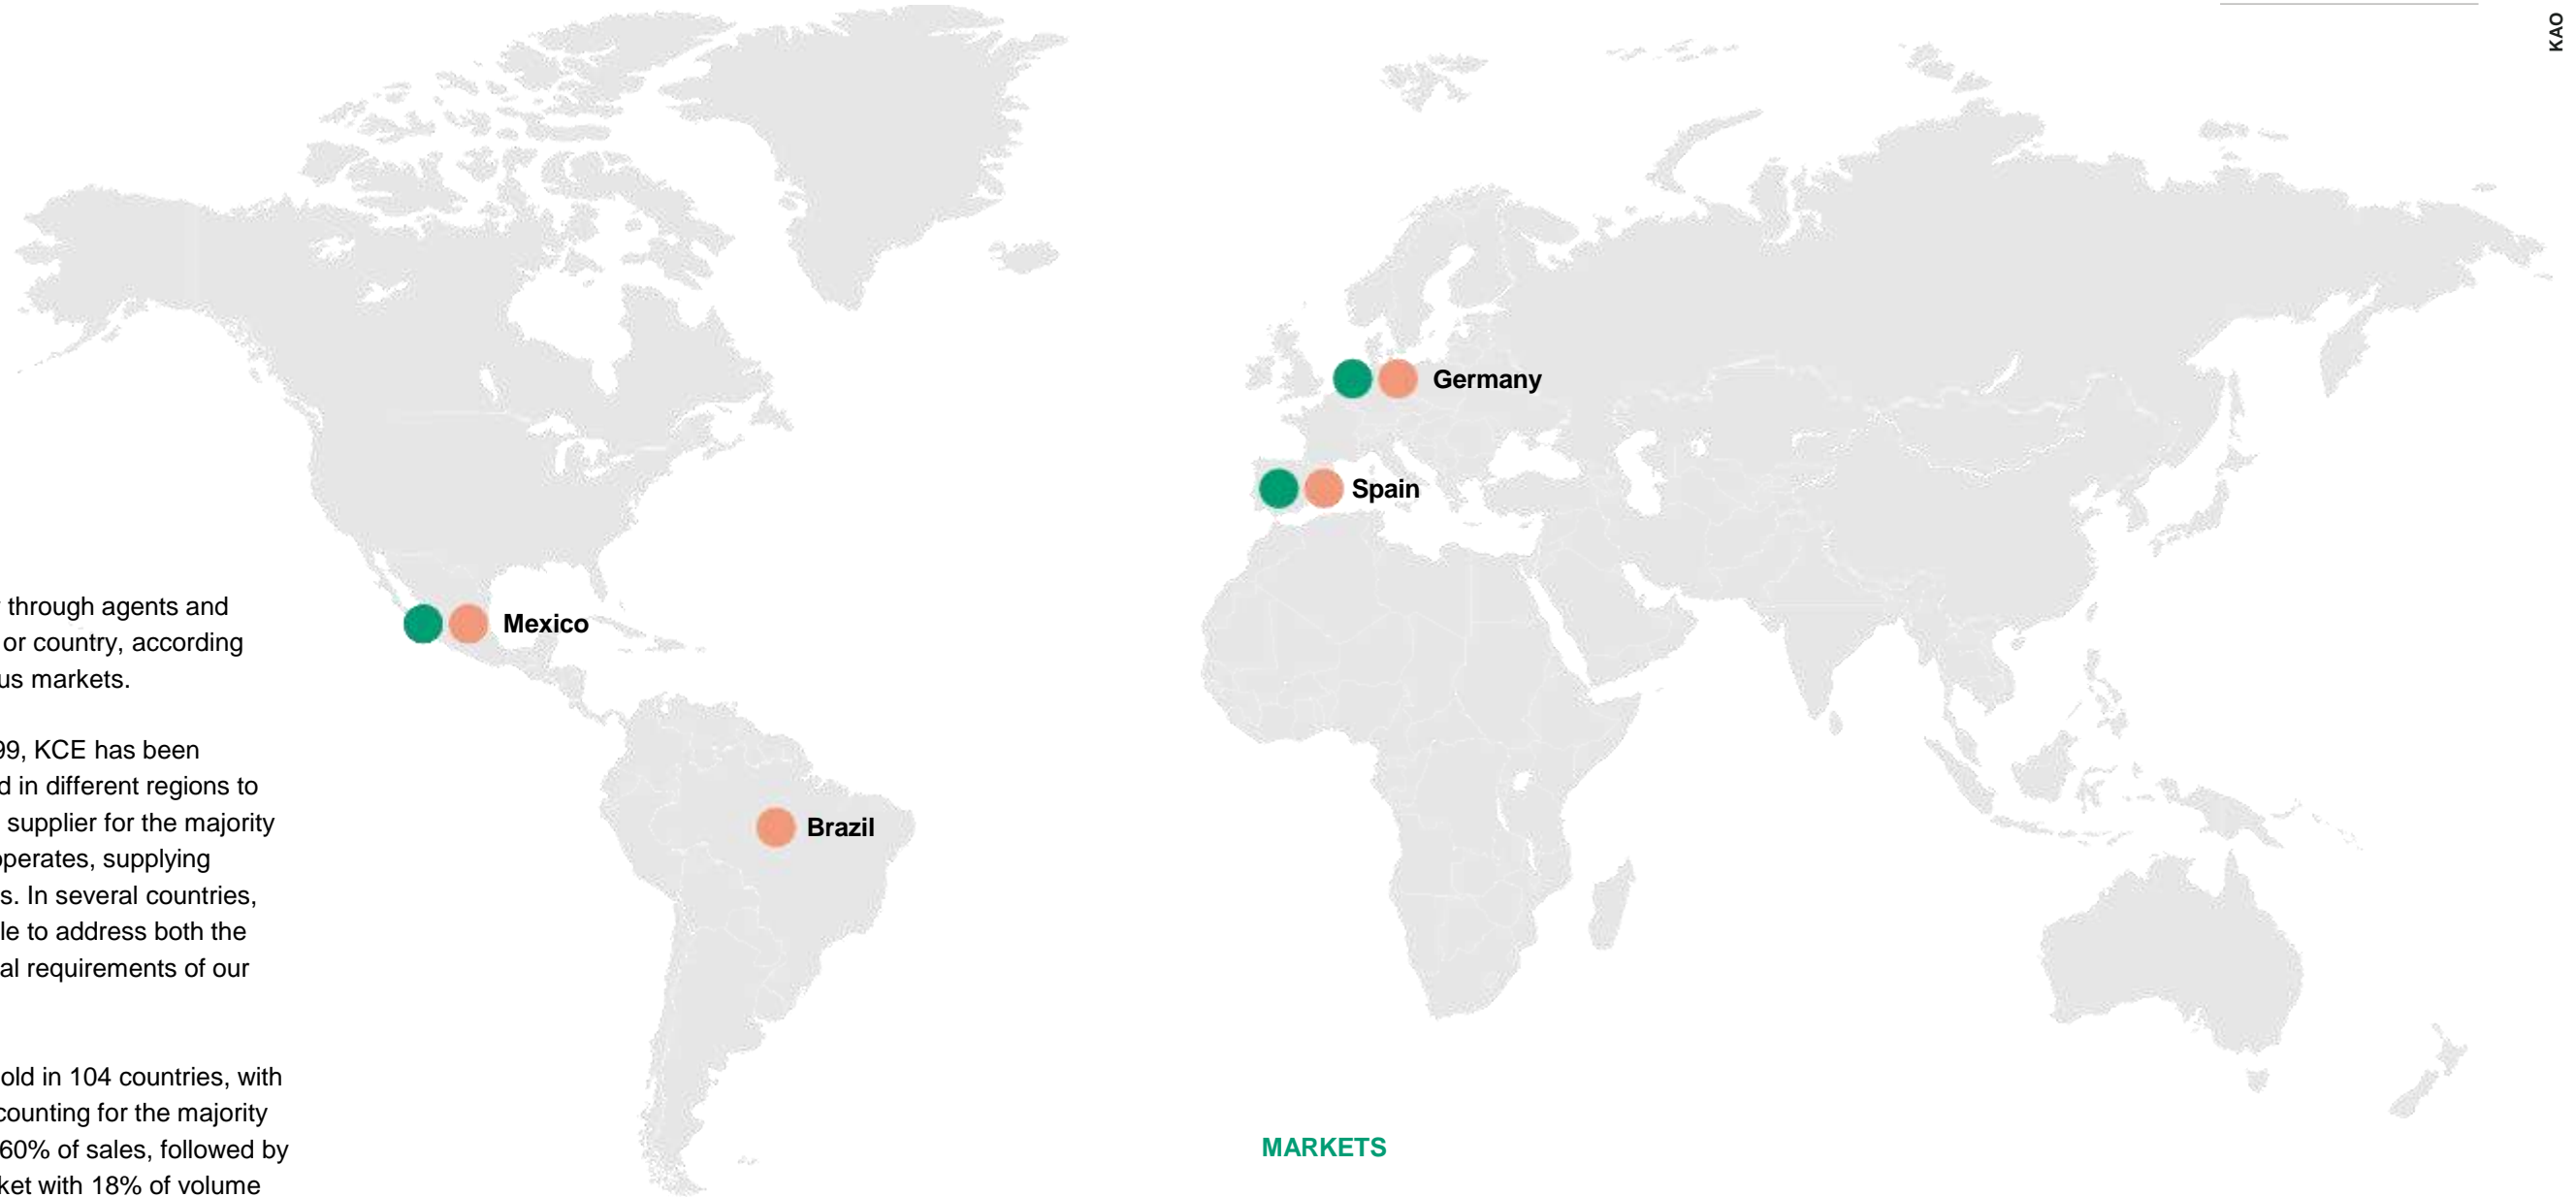 KAO
Germany
Spain
Mexico
Brazil
through agents and
or country, according
us markets.
99, KCE has been
d in different regions to
supplier for the majority
operates, supplying
s. In several countries,
le to address both the
al requirements of our
old in 104 countries, with
counting for the majority
60% of sales, followed by
ket with 18% of volume
MARKETS